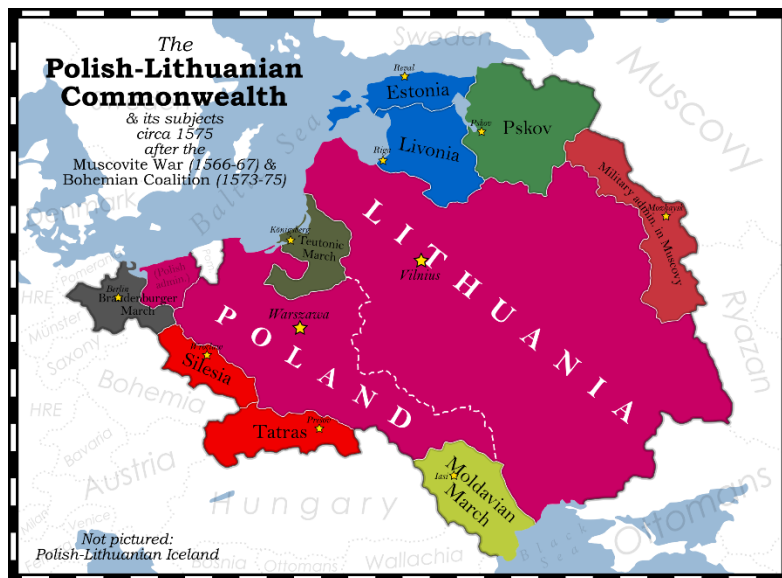 The
Polish-Lithuanian
Commonwealth
& its subjects
circa 1575
after the
Muscovite War (1566-67) &
Bohemian Coalition (1573-75)
Sweden
Muscovy
Reval
Estonia
Pskov
Pskov
Livonia
Riga
Baltic Sea
Denmark
Military admin. in
Muscovy
LITHUANIA
Königsberg
Teutonic
March
Vilnius
Ryazan
(Polish
admin.)
HRE
Berlin
Brandenburger
March
Münster
Saxony
Warszawa
POLAND
Silesia
Bohemia
HRE
Bavaria
Tatras
Austria
Hungary
Iasi
Moldavian
March
Ottomans
Black
Sea
Milan
Venice
Bosnia
Ottomans
Wallachia
Not pictured:
Polish-Lithuanian Iceland